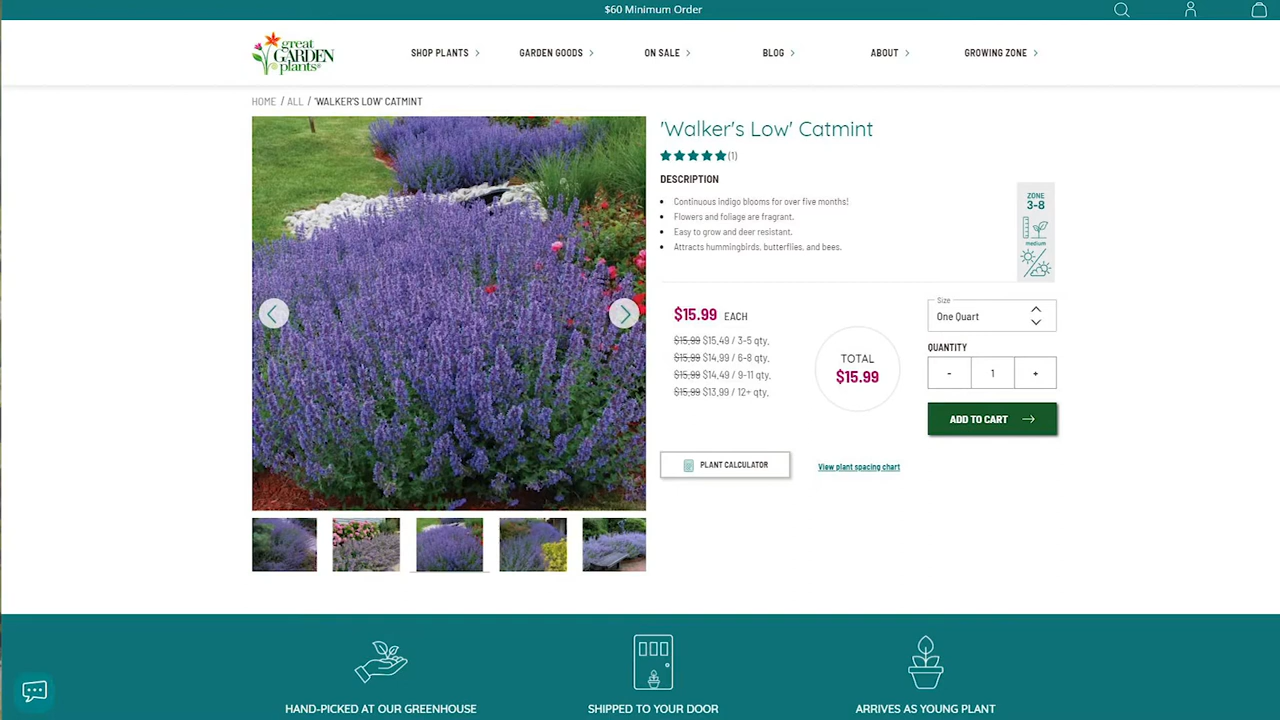 $60 Minimum Order
great
GARDEN
plants®
SHOP PLANTS
GARDEN GOODS
ON SALE
BLOG
ABOUT
GROWING ZONE
HOME / ALL / 'WALKER'S LOW' CATMINT
'Walker's Low' Catmint
(1)
DESCRIPTION
Continuous indigo blooms for over five months!
Flowers and foliage are fragrant.
Easy to grow and deer resistant.
Attracts hummingbirds, butterflies, and bees.
ZONE
3-8
medium
$15.99 EACH
$15.99 $15.49 / 3-5 qty.
$15.99 $14.99 / 6-8 qty.
$15.99 $14.49 / 9-11 qty.
$15.99 $13.99 / 12+ qty.
TOTAL
$15.99
Size
One Quart
QUANTITY
- 1 +
ADD TO CART
PLANT CALCULATOR
View plant spacing chart
HAND-PICKED AT OUR GREENHOUSE
SHIPPED TO YOUR DOOR
ARRIVES AS YOUNG PLANT